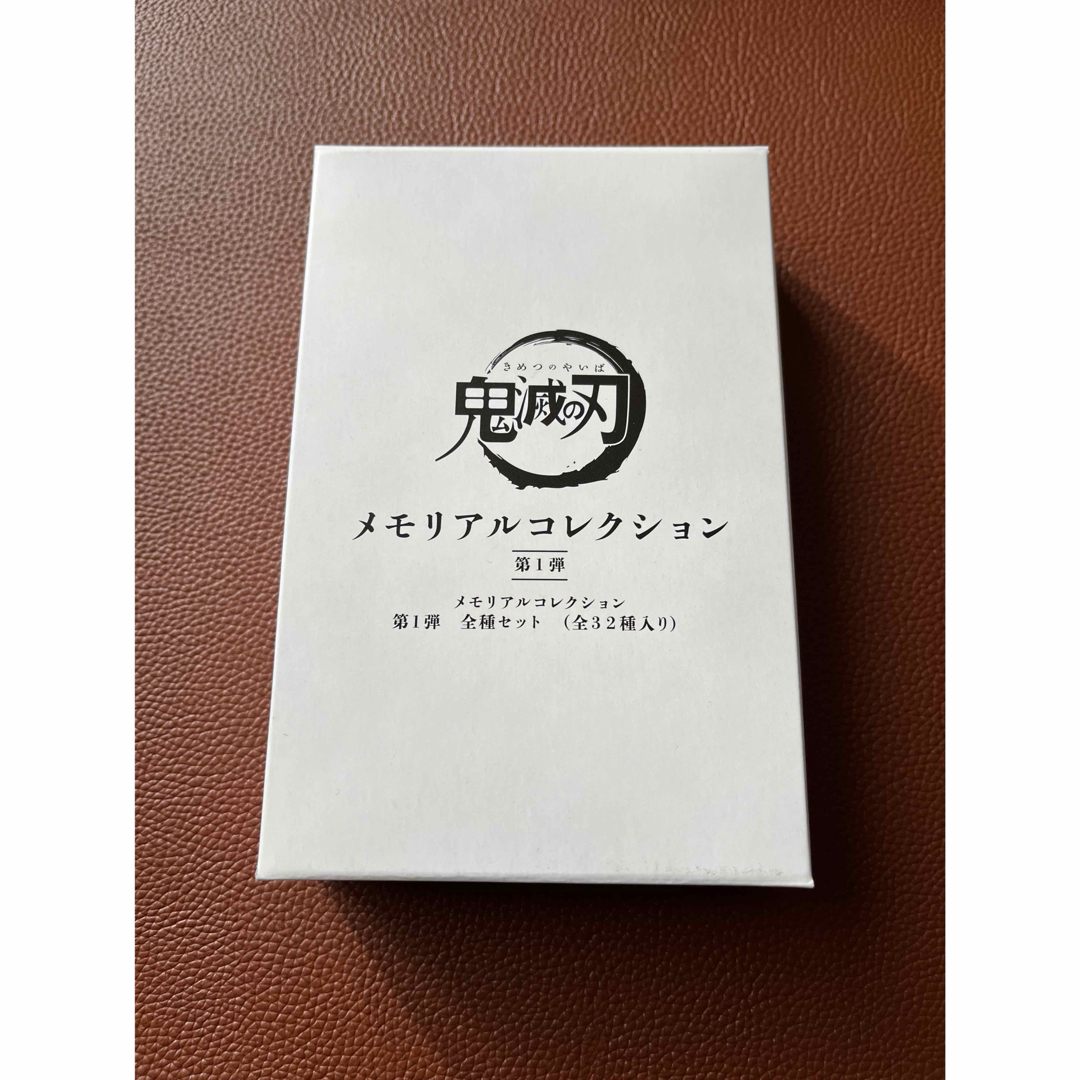 きめつのやいば
鬼滅の刃
メモリアルコレクション
第1弾
メモリアルコレクション
第1弾　全種セット　(全32種入り)